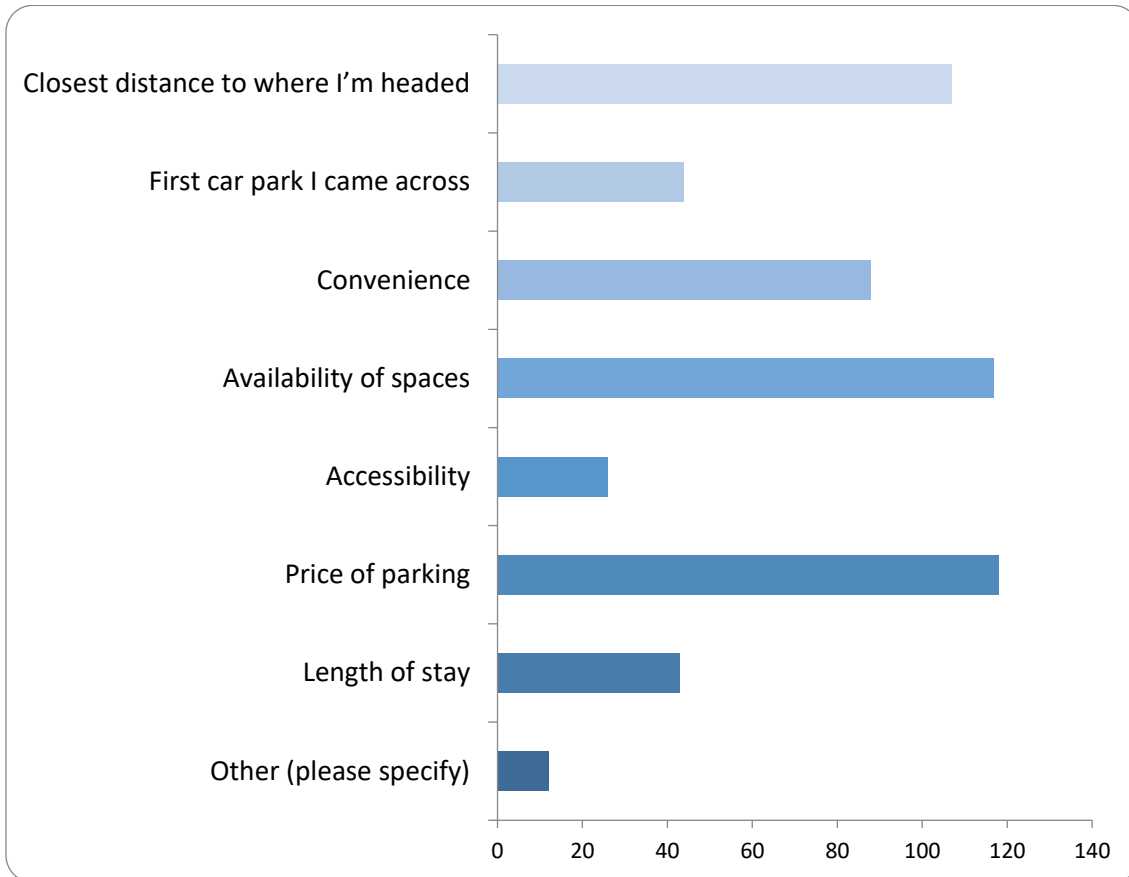 Closest distance to where I’m headed
First car park I came across
Convenience
Availability of spaces
Accessibility
Price of parking
Length of stay
Other (please specify)
0 20 40 60 80 100 120 140